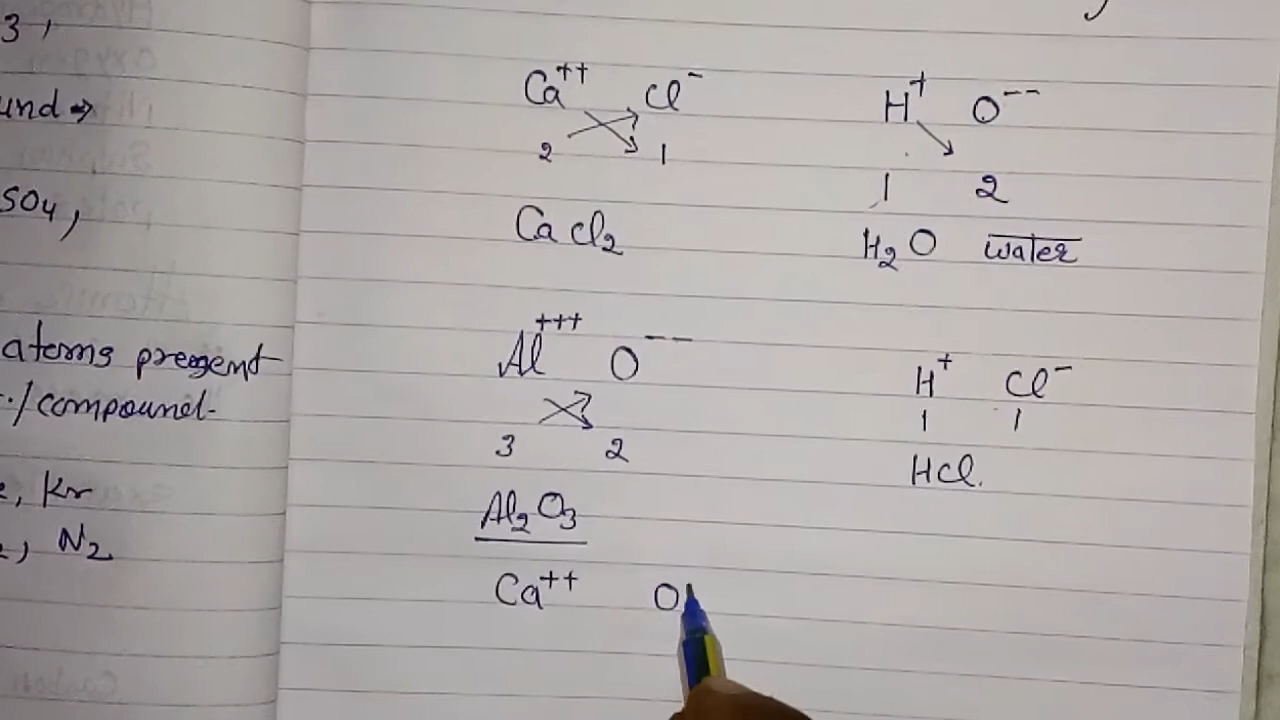 3,
und →
SO4,
atoms present
./compound-
, Kr
, N2
Ca++ Cl-
2 1
CaCl2
H+ O--
1 2
H2O water
Al+++ O--
3 2
Al2O3
H+ Cl-
1 1
HCl.
Ca++ O